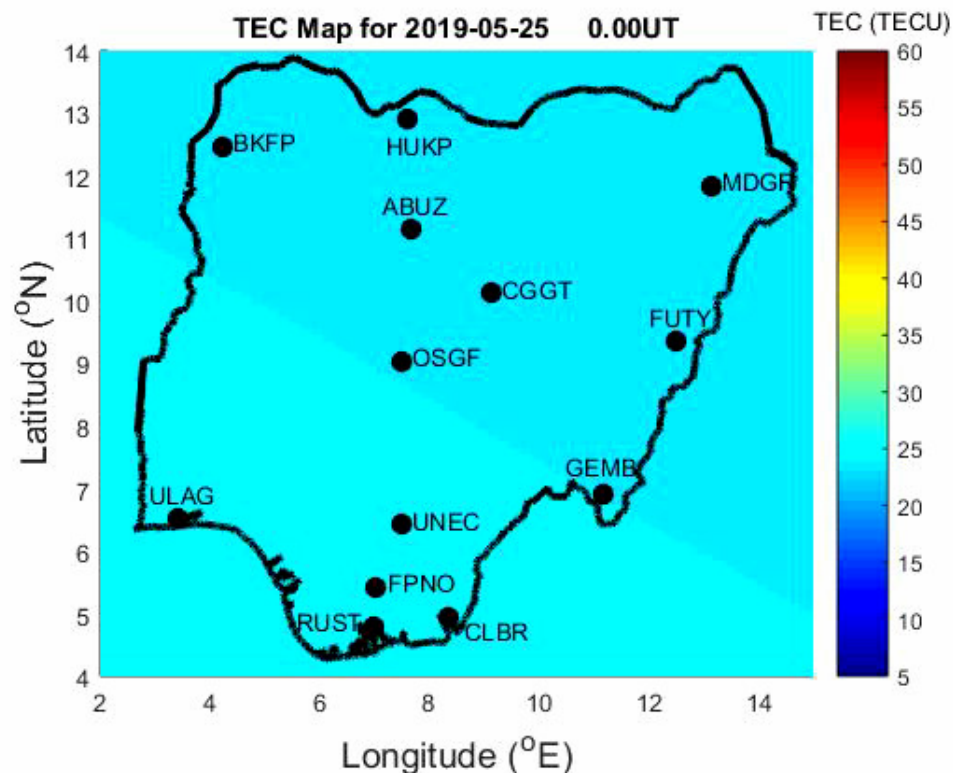 TEC Map for 2019-05-25 0.00UT
TEC (TECU)
14
13
12
11
10
9
8
7
6
5
4
Latitude (°N)
BKFP
HUKP
MDGR
ABUZ
CGGT
FUTY
OSGF
GEMB
ULAG
UNEC
FPNO
RUST
CLBR
2
4
6
8
10
12
14
Longitude (°E)
60
55
50
45
40
35
30
25
20
15
10
5